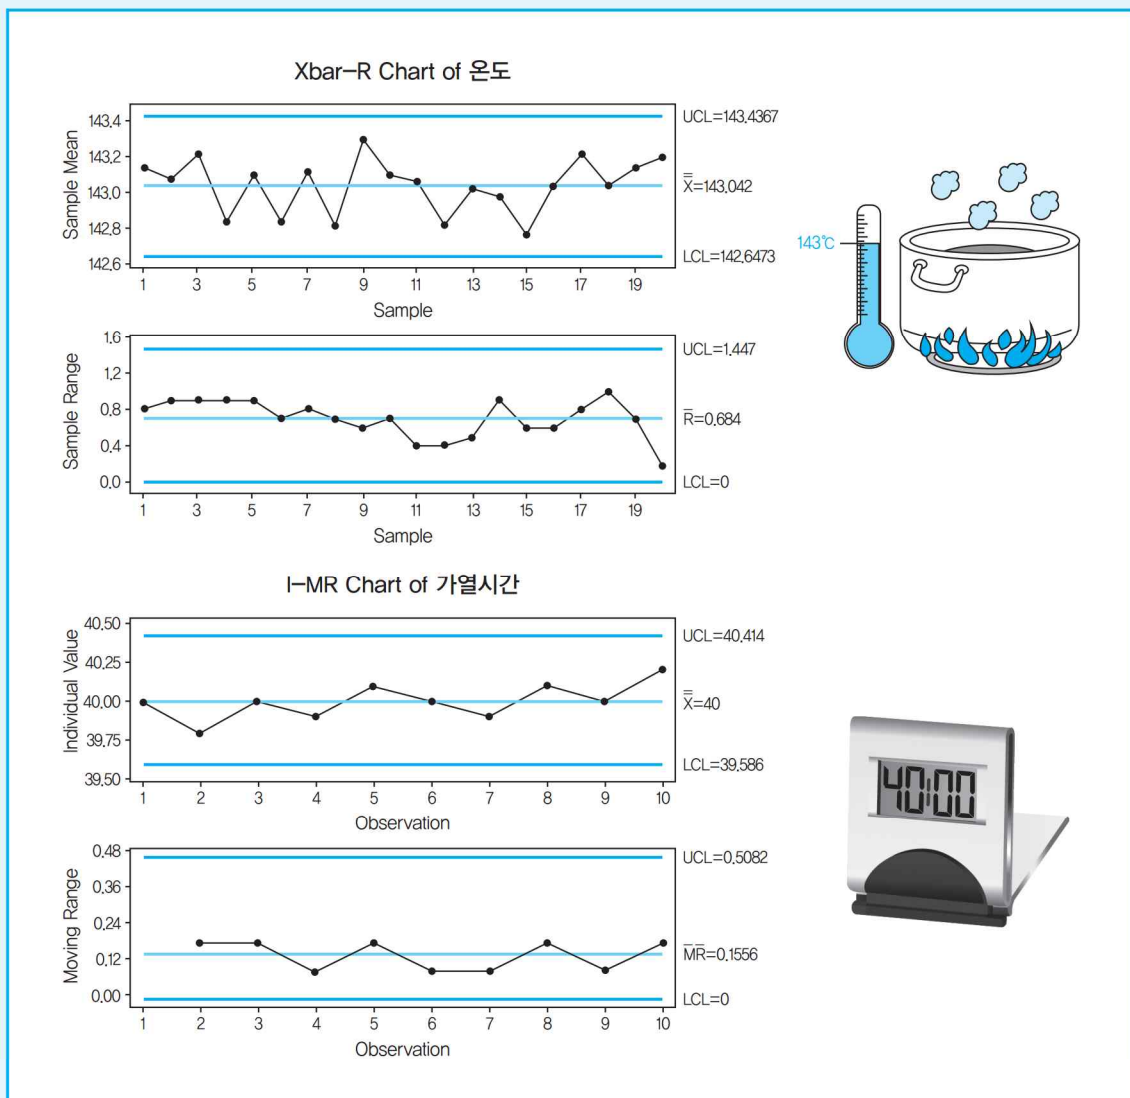 Xbar-R Chart of 온도
Sample Mean
143.4
143.2
143.0
142.8
142.6
UCL=143.4367
X̿=143.042
LCL=142.6473
1 3 5 7 9 11 13 15 17 19
Sample
143℃
Sample Range
1.6
1.2
0.8
0.4
0.0
UCL=1.447
R̅=0.684
LCL=0
1 3 5 7 9 11 13 15 17 19
Sample
I-MR Chart of 가열시간
Individual Value
40.50
40.25
40.00
39.75
39.50
UCL=40.414
X̿=40
LCL=39.586
1 2 3 4 5 6 7 8 9 10
Observation
40:00
Moving Range
0.48
0.36
0.24
0.12
0.00
UCL=0.5082
M̅R̅=0.1556
LCL=0
1 2 3 4 5 6 7 8 9 10
Observation